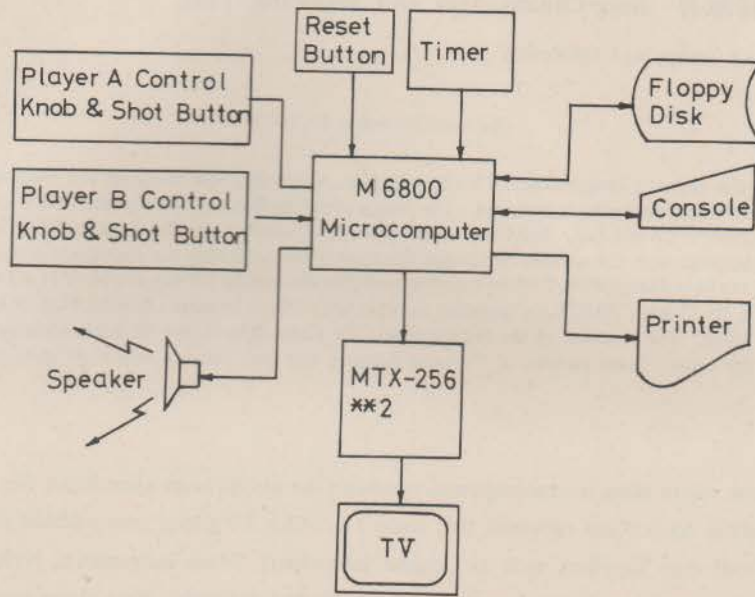 Reset
Button
Timer
Player A Control
Knob & Shot Button
Floppy
Disk
M6800
Microcomputer
Player B Control
Knob & Shot Button
Console
Printer
Speaker
MTX-256
**2
TV